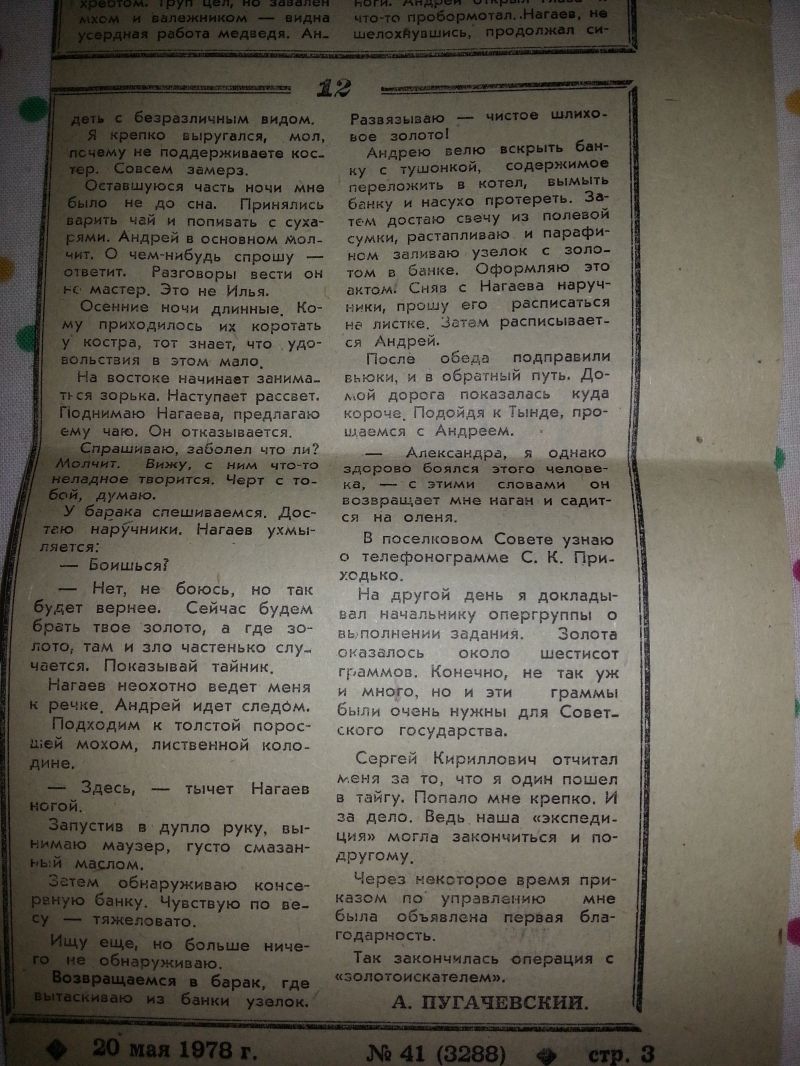 хребтом. Труп цел, но завален
мхом и валежником — видна
усердная работа медведя. Ан-
что-то пробормотал. Нагаев, не
шелохнувшись, продолжал си-
12
деть с безразличным видом.
Я крепко выругался, мол,
почему не поддерживаете кос-
тер. Совсем замерз.
Оставшуюся часть ночи мне
было не до сна. Принялись
варить чай и попивать с суха-
рями. Андрей в основном мол-
чит. О чем-нибудь спрошу —
ответит. Разговоры вести он
не мастер. Это не Илья.
Осенние ночи длинные. Ко-
му приходилось их коротать
у костра, тот знает, что удо-
вольствия в этом мало.
На востоке начинает занима-
ться зорька. Наступает рассвет.
Поднимаю Нагаева, предлагаю
ему чаю. Он отказывается.
Спрашиваю, заболел что ли?
Молчит. Вижу, с ним что-то
неладное творится. Черт с то-
бой, думаю.
У барака спешиваемся. Дос-
таю наручники. Нагаев ухмы-
ляется:
— Боишься?
— Нет, не боюсь, но так
будет вернее. Сейчас будем
брать твое золото, а где зо-
лото, там и зло частенько слу-
чается. Показывай тайник.
Нагаев неохотно ведет меня
к речке. Андрей идет следом.
Подходим к толстой порос-
шей мохом, лиственной коло-
дине.
— Здесь, — тычет Нагаев
ногой.
Запустив в дупло руку, вы-
нимаю маузер, густо смазан-
ный маслом.
Затем обнаруживаю консе-
рвную банку. Чувствую по ве-
су — тяжеловато.
Ищу еще, но больше ниче-
го не обнаруживаю.
Возвращаемся в барак, где
вытаскиваю из банки узелок.
Развязываю — чистое шлихо-
вое золото!
Андрею велю вскрыть бан-
ку с тушонкой, содержимое
переложить в котел, вымыть
банку и насухо протереть. За-
тем достаю свечу из полевой
сумки, растапливаю и парафи-
ном заливаю узелок с золо-
том в банке. Оформляю это
актом. Сняв с Нагаева наруч-
ники, прошу его расписаться
на листке. Затем расписывает-
ся Андрей.
После обеда подправили
вьюки, и в обратный путь. До-
мой дорога показалась куда
короче. Подойдя к Тынде, про-
щаемся с Андреем.
— Александра, я однако
здорово боялся этого челове-
ка, — с этими словами он
возвращает мне наган и садит-
ся на оленя.
В поселковом Совете узнаю
о телефонограмме С. К. При-
ходько.
На другой день я доклады-
вал начальнику опергруппы о
выполнении задания. Золота
оказалось около шестисот
граммов. Конечно, не так уж
и много, но и эти граммы
были очень нужны для Совет-
ского государства.
Сергей Кириллович отчитал
меня за то, что я один пошел
в тайгу. Попало мне крепко. И
за дело. Ведь наша «экспеди-
ция» могла закончиться и по-
другому.
Через некоторое время при-
казом по управлению мне
была объявлена первая бла-
годарность.
Так закончилась операция с
«золотоискателем».
А. ПУГАЧЕВСКИЙ.
20 мая 1978 г. № 41 (3288) стр. 3